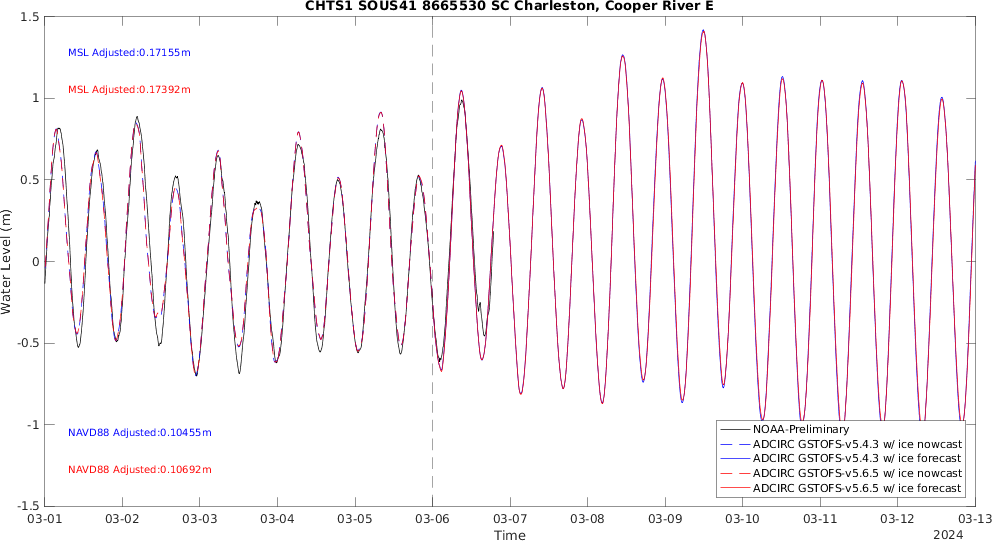 CHTS1 SOUS41 8665530 SC Charleston, Cooper River E
1.5
1
0.5
0
-0.5
-1
-1.5
Water Level (m)
MSL Adjusted:0.17155m
MSL Adjusted:0.17392m
NAVD88 Adjusted:0.10455m
NAVD88 Adjusted:0.10692m
NOAA-Preliminary
ADCIRC GSTOFS-v5.4.3 w/ ice nowcast
ADCIRC GSTOFS-v5.4.3 w/ ice forecast
ADCIRC GSTOFS-v5.6.5 w/ ice nowcast
ADCIRC GSTOFS-v5.6.5 w/ ice forecast
03-01 03-02 03-03 03-04 03-05 03-06 03-07 03-08 03-09 03-10 03-11 03-12 03-13
Time
2024